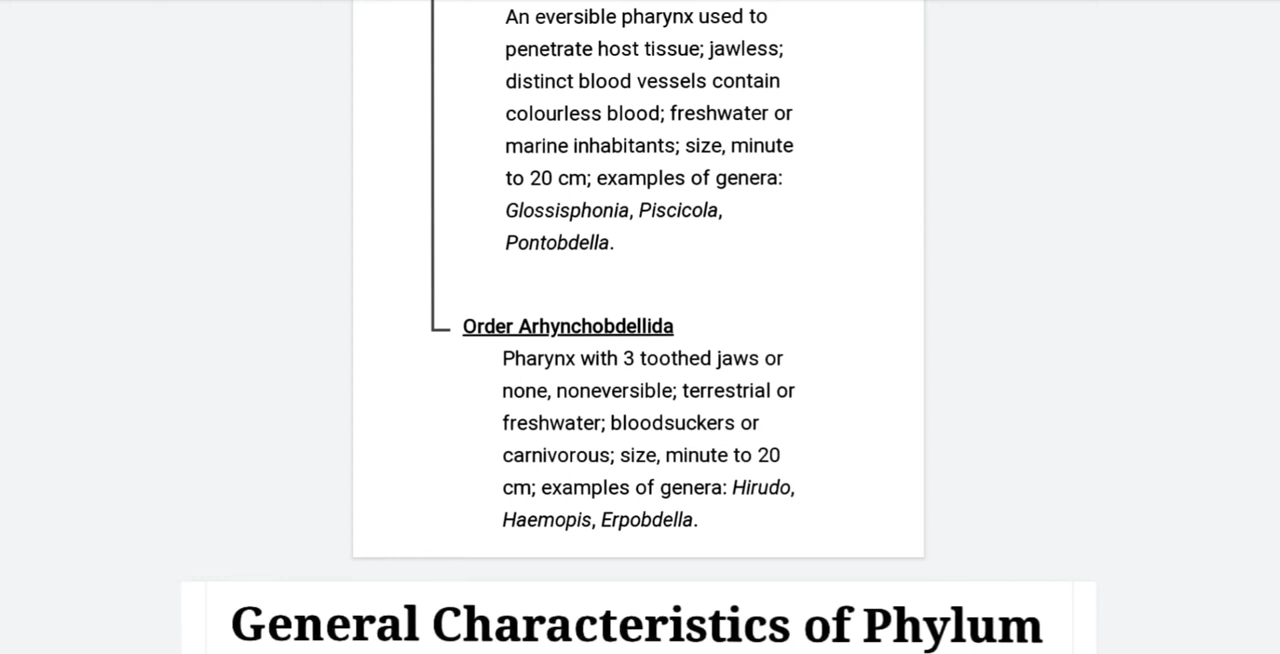 An eversible pharynx used to
penetrate host tissue; jawless;
distinct blood vessels contain
colourless blood; freshwater or
marine inhabitants; size, minute
to 20 cm; examples of genera:
Glossisphonia, Piscicola,
Pontobdella.
Order Arhynchobdellida
Pharynx with 3 toothed jaws or
none, noneversible; terrestrial or
freshwater; bloodsuckers or
carnivorous; size, minute to 20
cm; examples of genera: Hirudo,
Haemopis, Erpobdella.
General Characteristics of Phylum